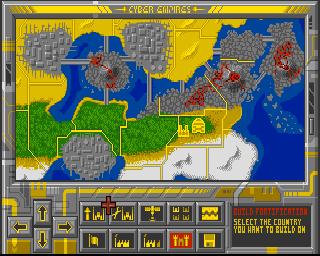 CYBER EMPIRES
BUILD FORTIFICATION
SELECT THE COUNTRY
YOU WANT TO BUILD ON